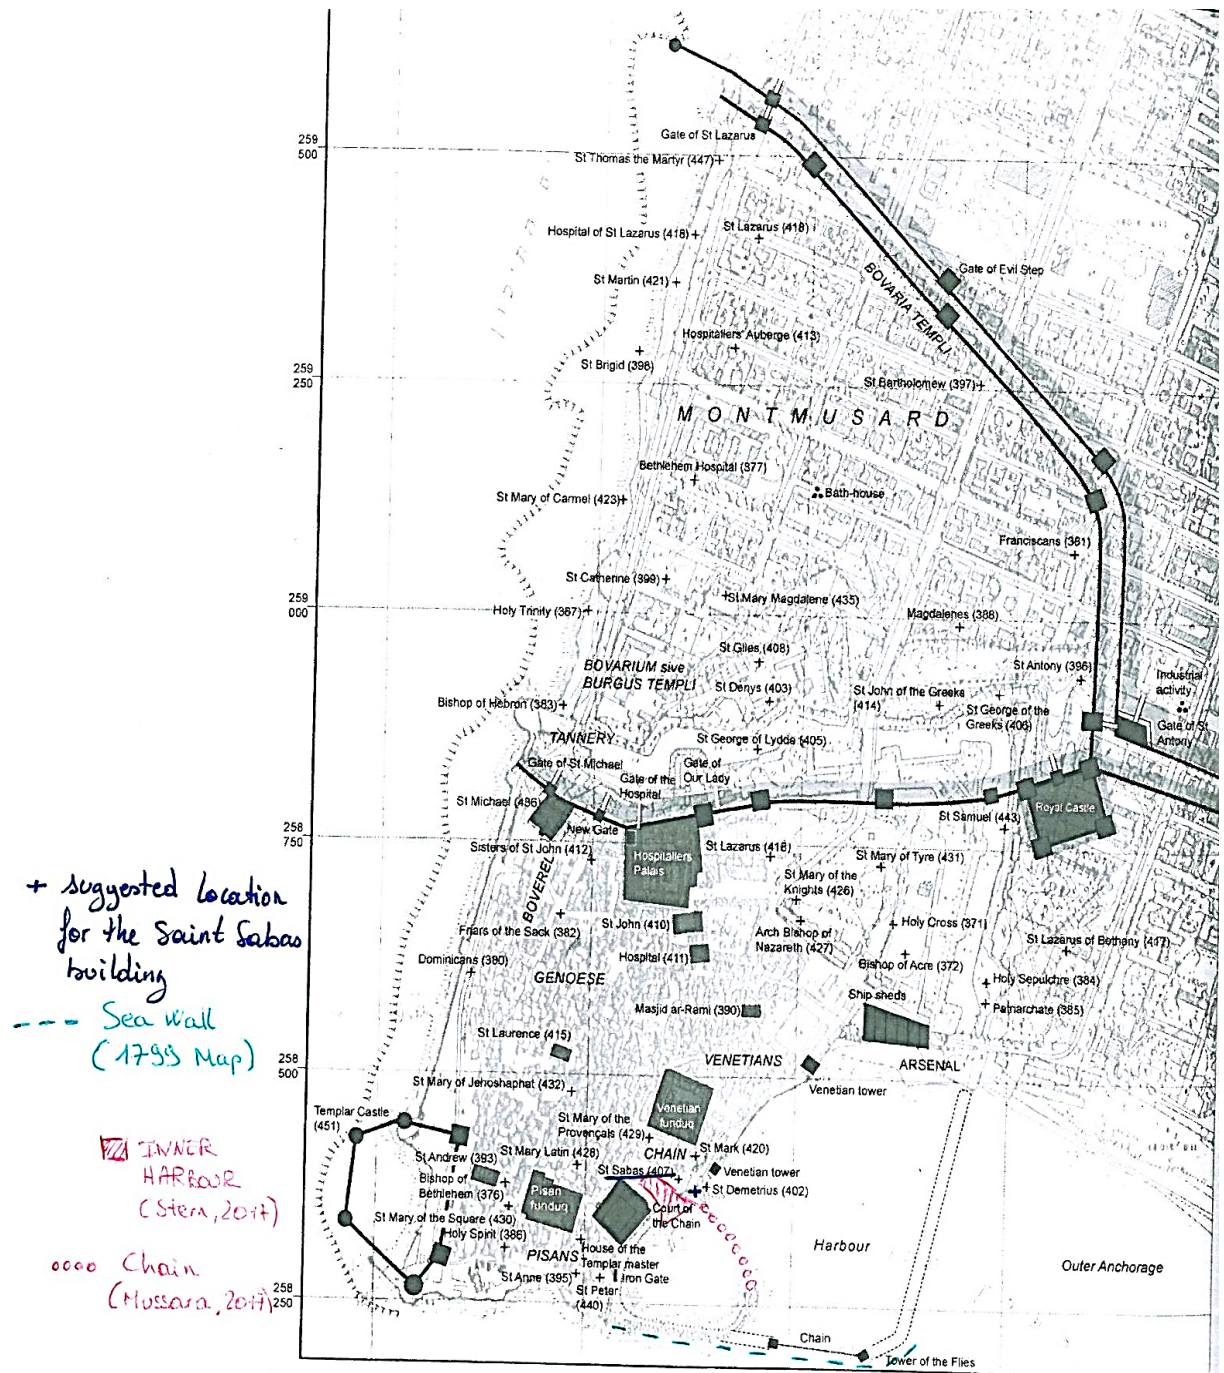 259
500
Gate of St Lazarus
St Thomas the Martyr (447)
Hospital of St Lazarus (418)
St Lazarus (418)
St Martin (421)
Gate of Evil Step
BOVARIA TEMPLI
Hospitallers' Auberge (413)
St Brigid (398)
259
250
St Bartholomew (397)
MONTMUSARD
Bethlehem Hospital (377)
St Mary of Carmel (423)
Bath-house
Franciscans (381)
St Catherine (399)
259
000
Holy Trinity (387)
St Mary Magdalene (435)
Magdalenes (388)
St Giles (408)
BOVARIUM sive
BURGUS TEMPLI
St Antony (396)
St Denys (403)
St John of the Greeks
(414)
St George of the
Greeks (406)
Industrial
activity
Bishop of Hebron (383)
Gate of St
Antony
TANNERY
St George of Lydda (405)
Gate of St Michael
Gate of the
Hospital
Gate of
Our Lady
St Michael (436)
New Gate
Royal Castle
258
750
St Samuel (443)
Sisters of St John (412)
Hospitallers
Palais
St Lazarus (418)
St Mary of Tyre (431)
BOVEREL
St Mary of the
Knights (426)
+ suggested location
for the Saint Sabas
building
St John (410)
Friars of the Sack (382)
Arch Bishop of
Nazareth (427)
Holy Cross (371)
St Lazarus of Bethany (417)
Dominicans (380)
Hospital (411)
Bishop of Acre (372)
GENOESE
Holy Sepulchre (384)
Ship sheds
Patriarchate (385)
Masjid ar-Raml (390)
--- Sea Wall
(1799 Map)
St Laurence (415)
VENETIANS
ARSENAL
258
500
St Mary of Jehoshaphat (432)
Venetian tower
Templar Castle
(451)
Venetian
funduq
St Mary of the
Provençals (429)
St Mark (420)
INNER
HARBOUR
(Stern, 2017)
St Andrew (393)
St Mary Latin (428)
CHAIN
St Sabas (407)
Venetian tower
Bishop of
Bethlehem (376)
Pisan
funduq
St Demetrius (402)
St Mary of the Square (430)
Court of
the Chain
Holy Spirit (386)
PISANS
House of the
Templar master
Harbour
Outer Anchorage
oooo Chain
(Mussara, 2017)
St Anne (395)
Iron Gate
St Peter
(440)
258
250
Chain
Tower of the Flies